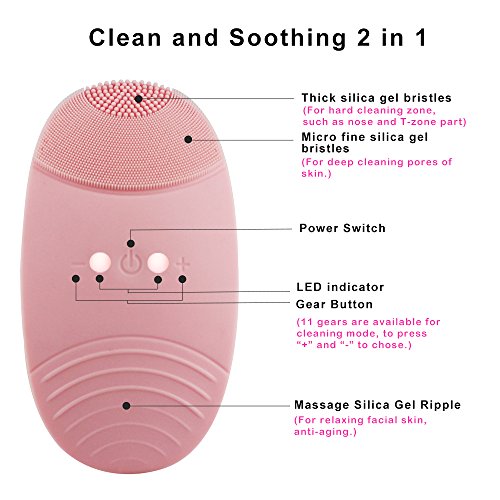 Clean and Soothing 2 in 1
Thick silica gel bristles
(For hard cleaning zone,
such as nose and T-zone part)
Micro fine silica gel
bristles
(For deep cleaning pores of
skin.)
Power Switch
LED indicator
Gear Button
(11 gears are available for
cleaning mode, to press
"+" and "-" to chose.)
Massage Silica Gel Ripple
(For relaxing facial skin,
anti-aging.)